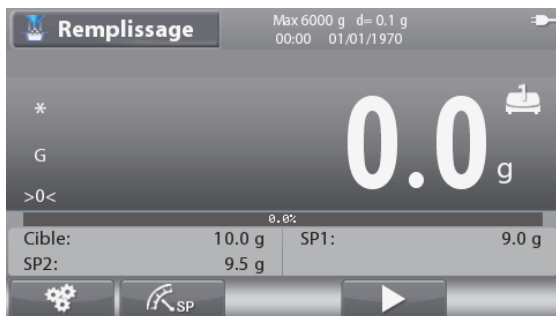 Remplissage
Max 6000 g d= 0.1 g
00:00 01/01/1970
1
*
G
>0<
0.0 g
0.0%
Cible: 10.0 g SP1: 9.0 g
SP2: 9.5 g
SP